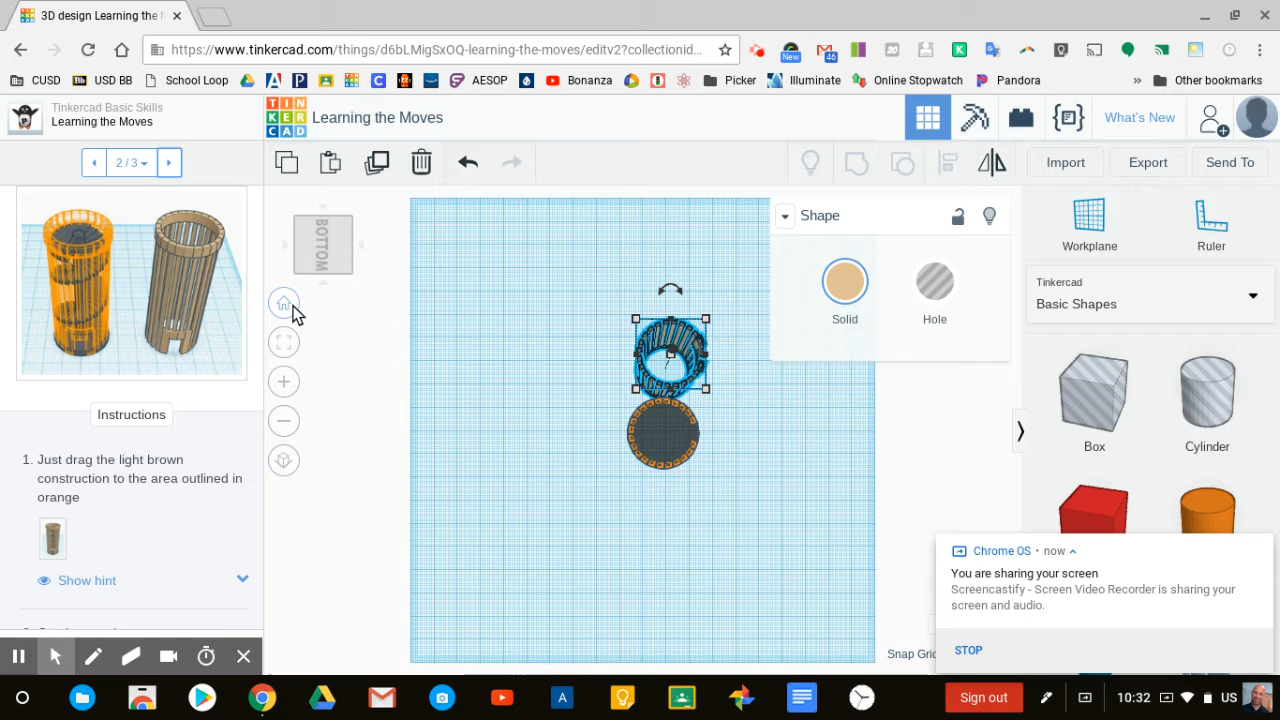 3D design Learning the M
https://www.tinkercad.com/things/d6bLMigSxOQ-learning-the-moves/editv2?collectionid...
New
46
CUSD
USD BB
School Loop
AESOP
Bonanza
Picker
Illuminate
Online Stopwatch
Pandora
»
Other bookmarks
Tinkercad Basic Skills
Learning the Moves
TIN
KER
CAD
Learning the Moves
What's New
2/3
Import
Export
Send To
BOTTOM
Shape
Solid
Hole
Workplane
Ruler
Tinkercad
Basic Shapes
Box
Cylinder
Instructions
1. Just drag the light brown
construction to the area outlined in
orange
Show hint
Chrome OS • now
You are sharing your screen
Screencastify - Screen Video Recorder is sharing your
screen and audio.
STOP
Snap Grid
Sign out
10:32
US